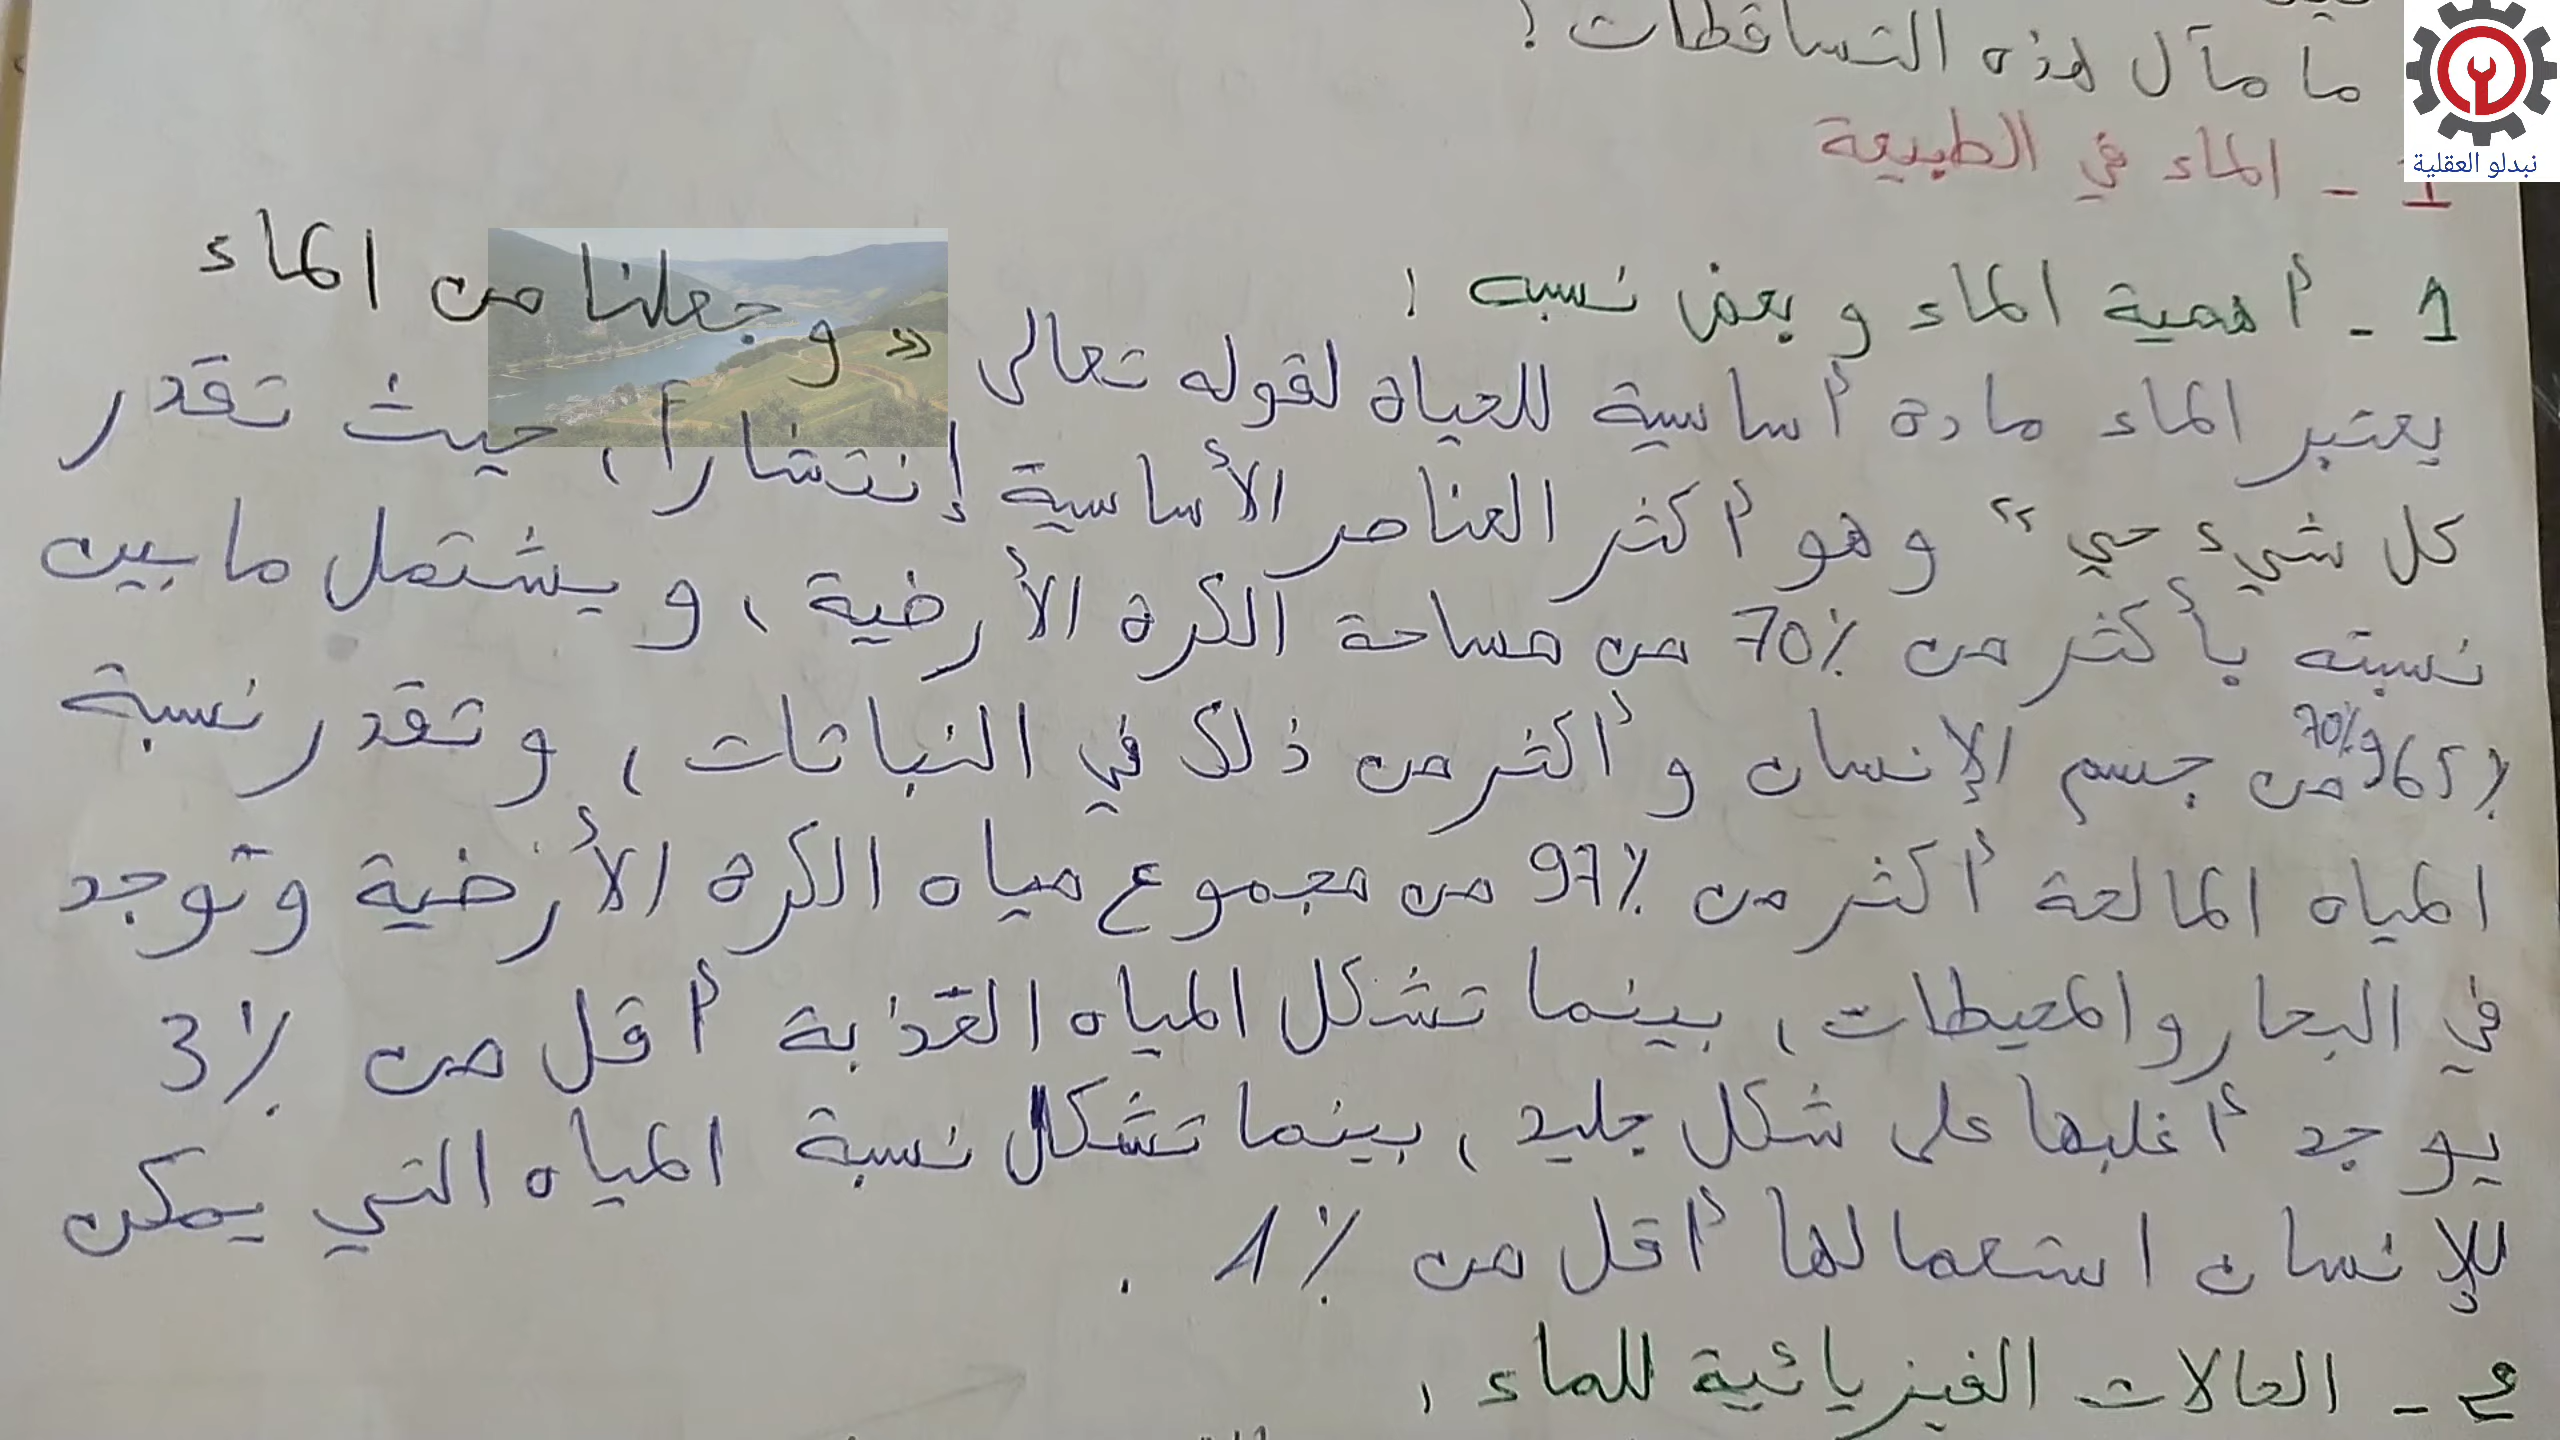 ما مآل هذه التساقطات؟
نبدلو العقلية
I - الماء في الطبيعة
1 - أهمية الماء و بعض نسبه :
يعتبر الماء مادة أساسية للحياة لقوله تعالى « وجعلنا من الماء
كل شيء حي " وهو أكثر العناصر الأساسية إنتشاراً، حيث تقدر
نسبته بأكثر من 70% من مساحة الكرة الأرضية ، و يشتمل ما بين
65% و 70% من جسم الإنسان و أكثر من ذلك في النباتات ، و تقدر نسبة
المياه المالحة أكثر من 97% من مجموع مياه الكرة الأرضية وتوجد
في البحار والمحيطات ، بينما تشكل المياه العذبة أقل من 3%
يوجد أغلبها على شكل جليد ، بينما تشكل نسبة المياه التي يمكن
للإنسان استعمالها أقل من 1% .
2 - الحالات الفيزيائية للماء :